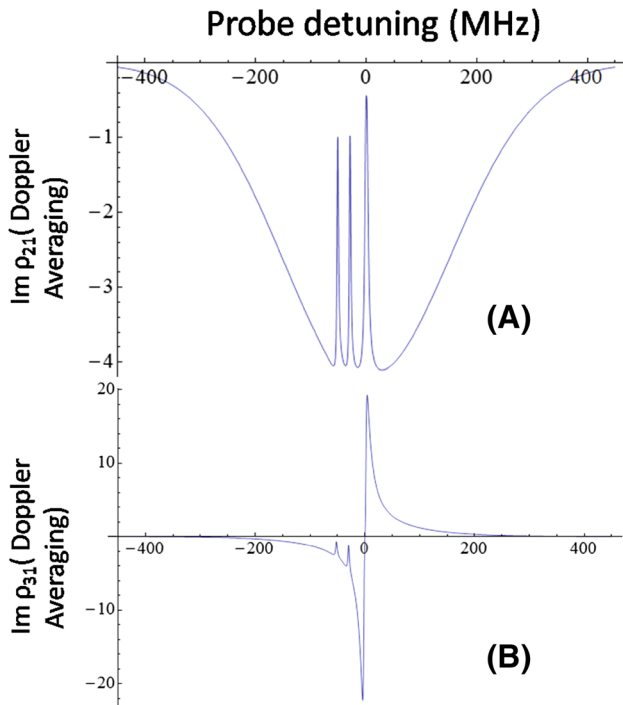 Probe detuning (MHz)
−400 −200 0 200 400
−1
−2
−3
−4
Im ρ21( Doppler
Averaging)
(A)
20
10
−400 −200 0 200 400
−10
−20
Im ρ31( Doppler
Averaging)
(B)